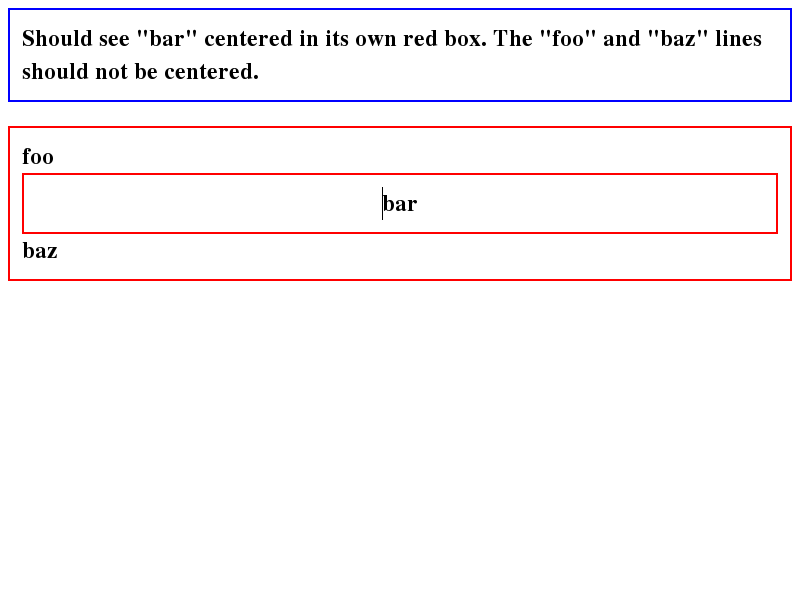 Should see "bar" centered in its own red box. The "foo" and "baz" lines
should not be centered.
foo
bar
baz